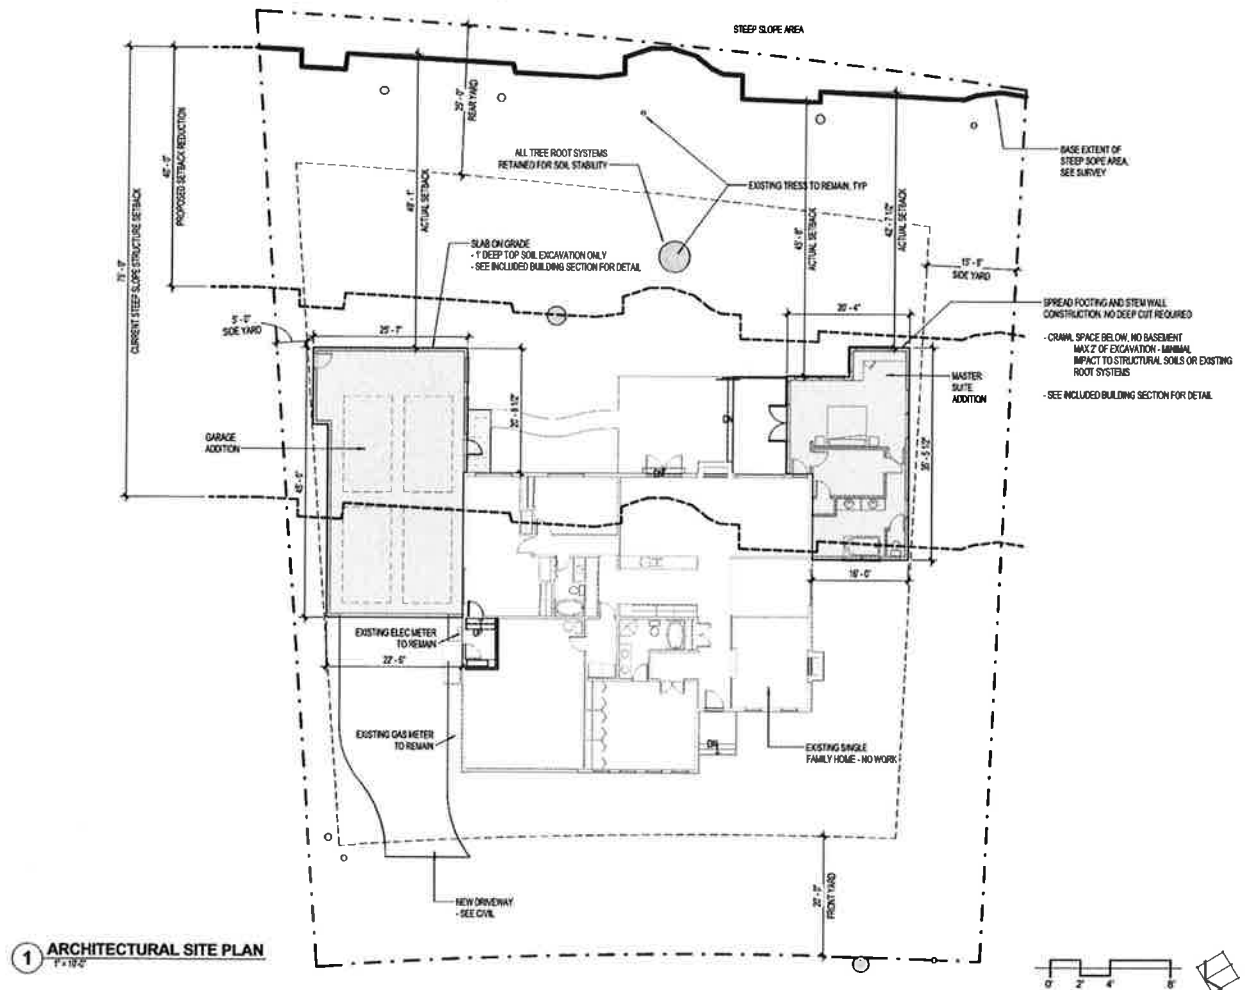 STEEP SLOPE AREA
25'-0"
REAR YARD
75'-0"
CURRENT STEEP SLOPE STRUCTURE SETBACK
40'-0"
PROPOSED SETBACK REDUCTION
49'-1"
ACTUAL SETBACK
ALL TREE ROOT SYSTEMS
RETAINED FOR SOIL STABILITY
EXISTING TRESS TO REMAIN, TYP
ACTUAL SETBACK
42'-7 1/2"
ACTUAL SETBACK
BASE EXTENT OF
STEEP SOPE AREA,
SEE SURVEY
SLAB ON GRADE
- 1' DEEP TOP SOIL EXCAVATION ONLY
- SEE INCLUDED BUILDING SECTION FOR DETAIL
SIDE YARD
5'-0"
SIDE YARD
25'-7"
20'-4"
SPREAD FOOTING AND STEM WALL
CONSTRUCTION. NO DEEP CUT REQUIRED
- CRAWL SPACE BELOW, NO BASEMENT
MAX 2' OF EXCAVATION - MINIMAL
IMPACT TO STRUCTURAL SOILS OR EXISTING
ROOT SYSTEMS
- SEE INCLUDED BUILDING SECTION FOR DETAIL
MASTER
SUITE
ADDITION
GARAGE
ADDITION
45'-0"
35'-5 1/2"
16'-0"
EXISTING ELEC METER
TO REMAIN
22'-6"
EXISTING GAS METER
TO REMAIN
EXISTING SINGLE
FAMILY HOME - NO WORK
20'-0"
FRONT YARD
NEW DRIVEWAY
- SEE CIVIL
1 ARCHITECTURAL SITE PLAN
0' 2' 4' 8'